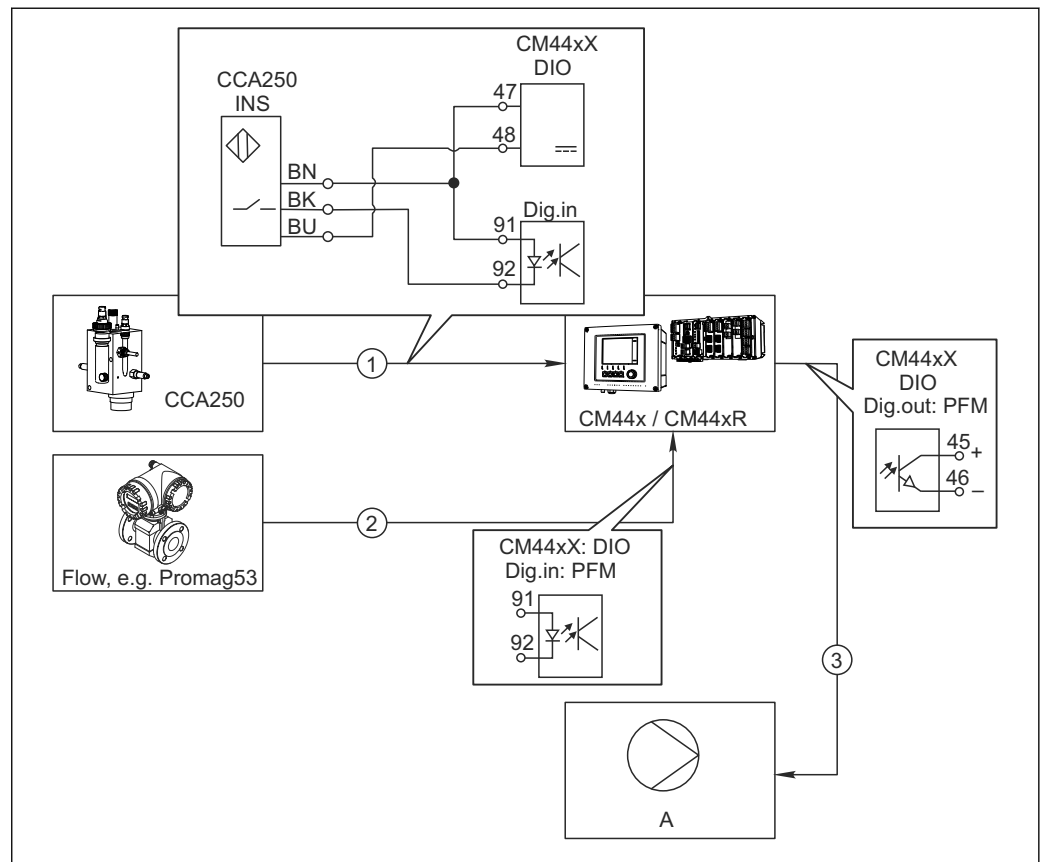 CM44xX
DIO
CCA250
INS
47
48
BN
BK
BU
Dig.in
91
92
1
CCA250
CM44x / CM44xR
CM44xX
DIO
Dig.out: PFM
45
+
46
–
2
Flow, e.g. Promag53
CM44xX: DIO
Dig.in: PFM
91
92
3
A